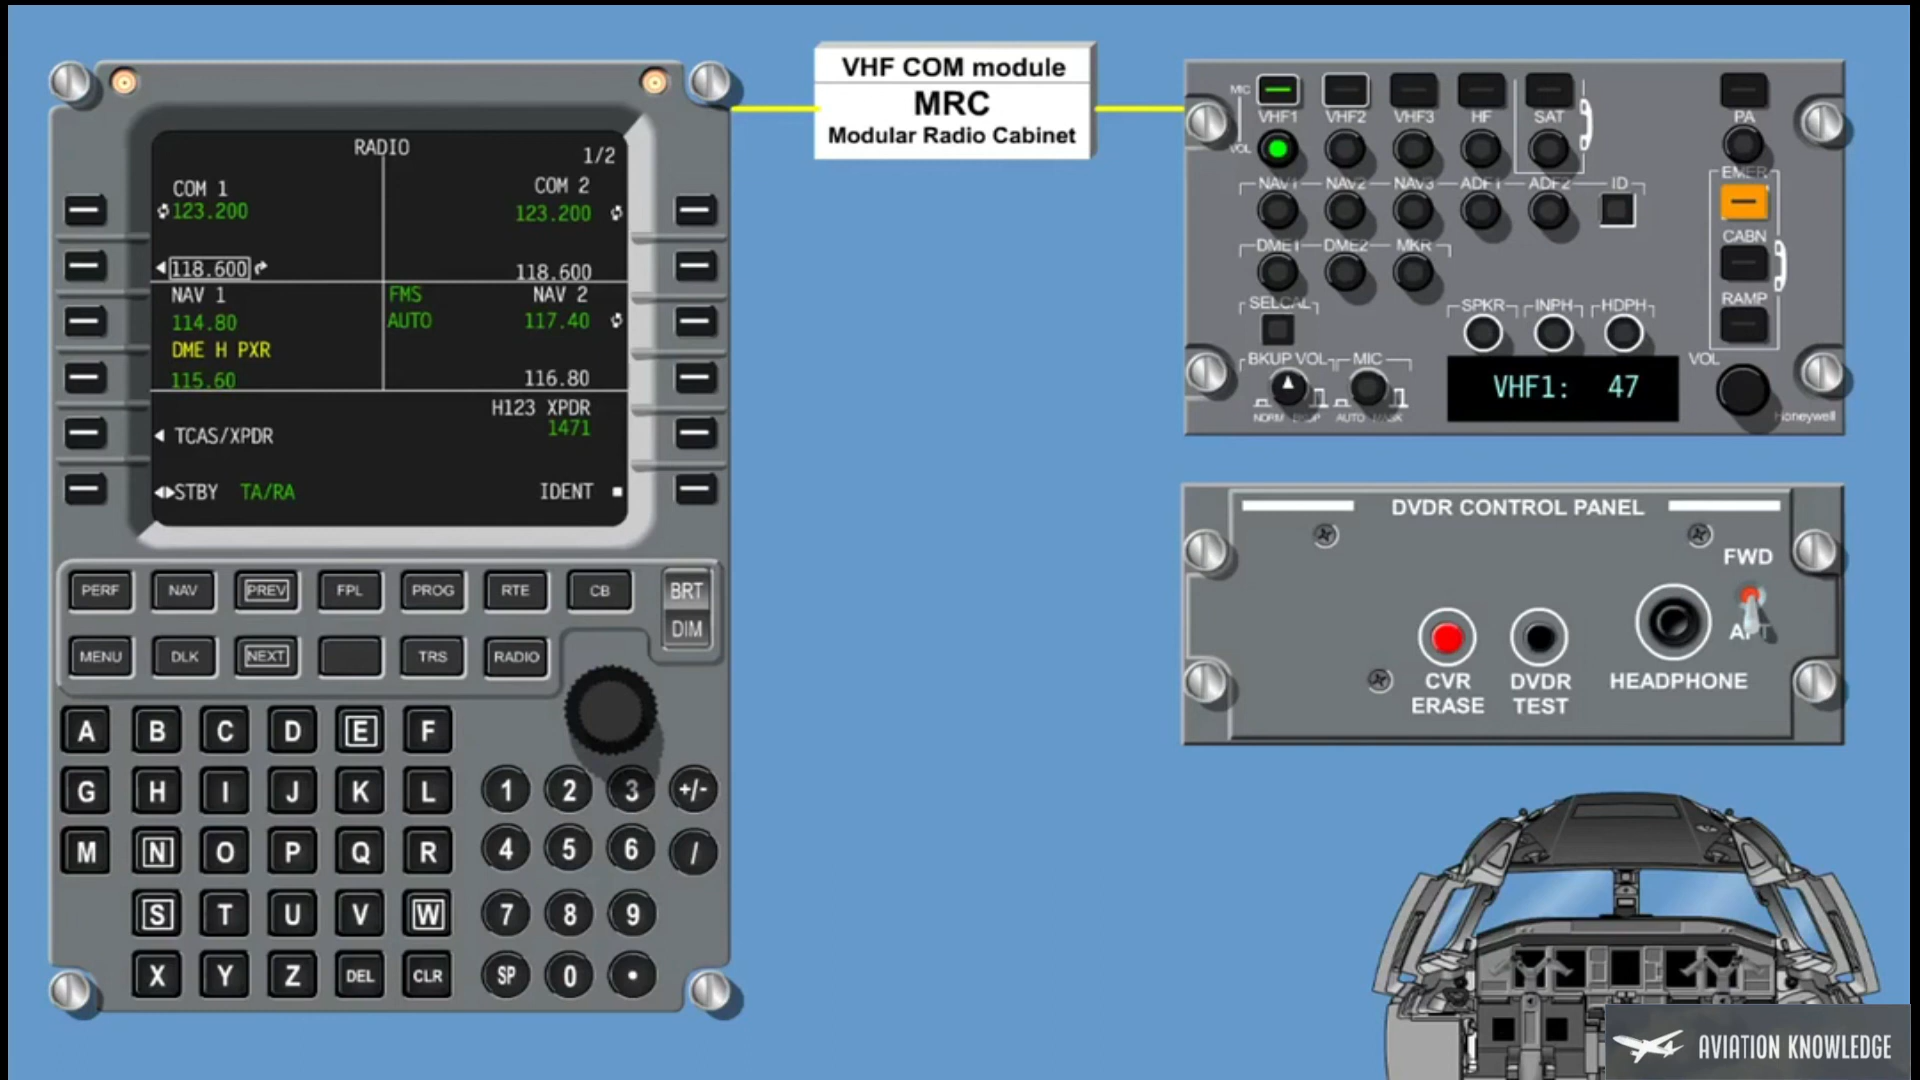 RADIO
1/2
COM 1
COM 2
123.200
123.200
118.600
118.600
NAV 1
FMS
NAV 2
114.80
AUTO
117.40
DME H PXR
115.60
116.80
H123 XPDR
1471
TCAS/XPDR
STBY TA/RA
IDENT
PERF NAV PREV FPL PROG RTE CB
BRT
DIM
MENU DLK NEXT TRS RADIO
A B C D E F
G H I J K L 1 2 3 +/-
M N O P Q R 4 5 6 /
S T U V W 7 8 9
X Y Z DEL CLR SP 0 •
VHF COM module
MRC
Modular Radio Cabinet
MIC
VHF1 VHF2 VHF3 HF SAT PA
VOL
EMER
NAV1 NAV2 NAV3 ADF1 ADF2 ID
CABN
DME1 DME2 MKR
RAMP
SELCAL SPKR INPH HDPH
BKUP VOL MIC
VOL
VHF1: 47
NORM BKUP AUTO MASK
Honeywell
DVDR CONTROL PANEL
FWD
CVR
ERASE
DVDR
TEST
HEADPHONE
AVIATION KNOWLEDGE